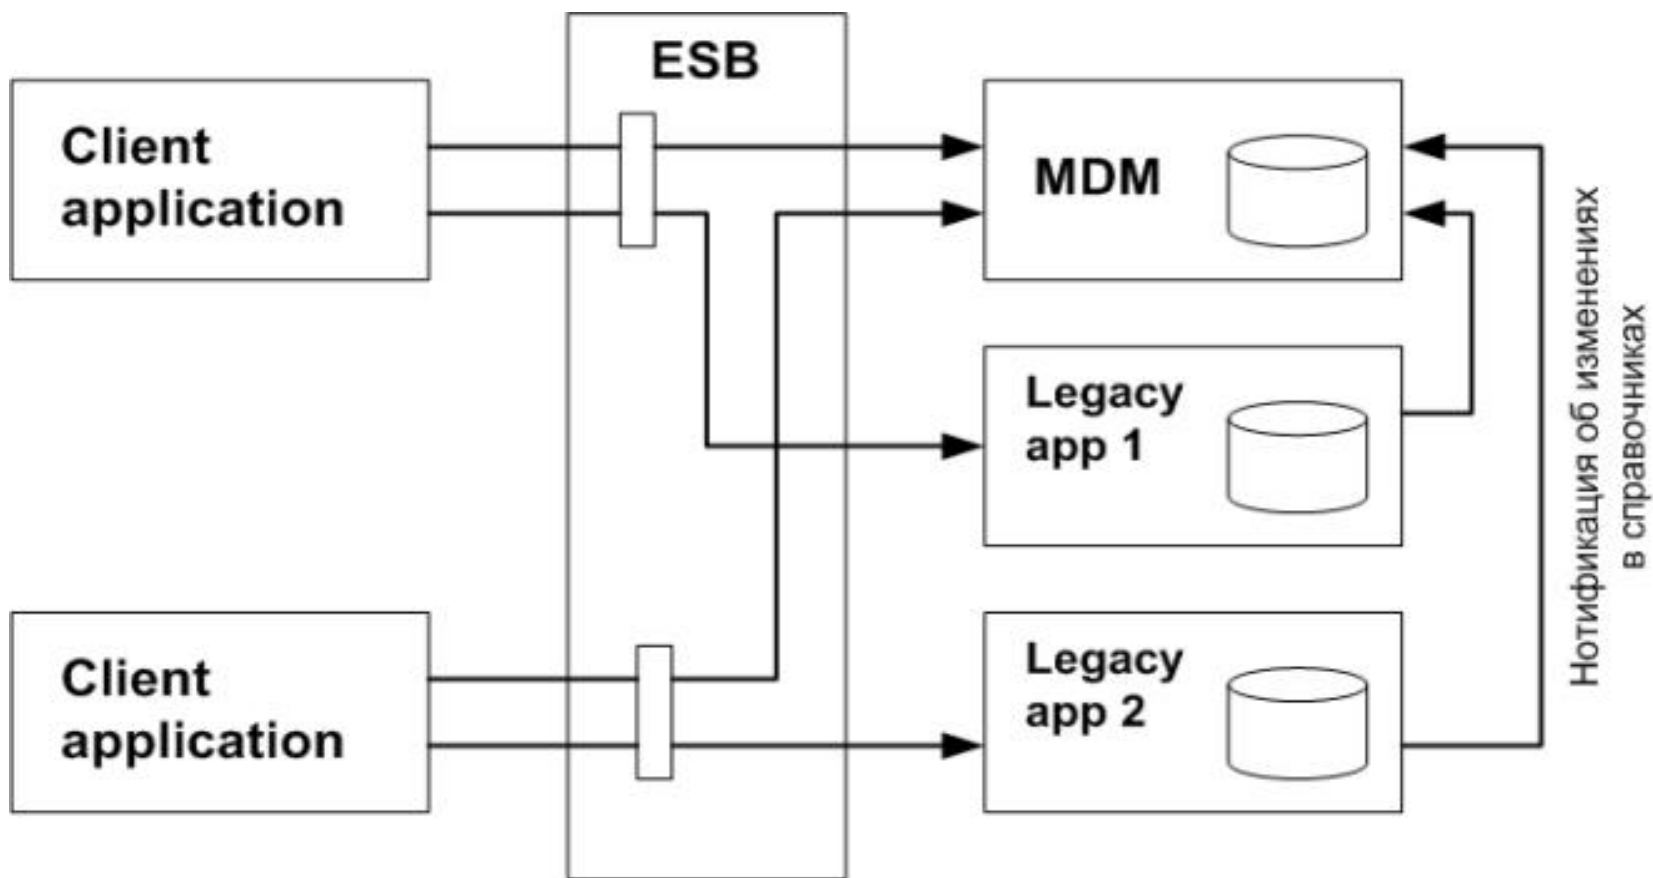 ESB
Client
application
MDM
Legacy
app 1
Client
application
Legacy
app 2
Нотификация об изменениях
в справочниках